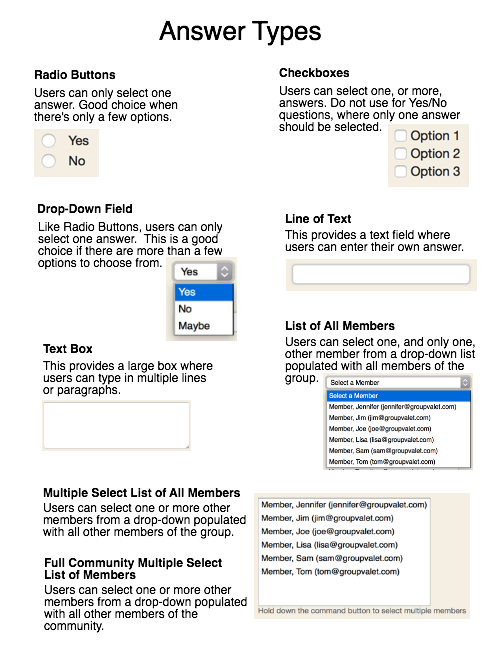 Answer Types
Radio Buttons
Users can only select one
answer. Good choice when
there's only a few options.
Yes
No
Checkboxes
Users can select one, or more,
answers. Do not use for Yes/No
questions, where only one answer
should be selected.
Option 1
Option 2
Option 3
Drop-Down Field
Like Radio Buttons, users can only
select one answer.  This is a good
choice if there are more than a few
options to choose from.
Yes
Yes
No
Maybe
Line of Text
This provides a text field where
users can enter their own answer.
Text Box
This provides a large box where
users can type in multiple lines
or paragraphs.
List of All Members
Users can select one, and only one,
other member from a drop-down list
populated with all members of the
group.
Select a Member
Select a Member
Member, Jennifer (jennifer@groupvalet.com)
Member, Jim (jim@groupvalet.com)
Member, Joe (joe@groupvalet.com)
Member, Lisa (lisa@groupvalet.com)
Member, Sam (sam@groupvalet.com)
Member, Tom (tom@groupvalet.com)
Multiple Select List of All Members
Users can select one or more other
members from a drop-down populated
with all other members of the group.
Full Community Multiple Select
List of Members
Users can select one or more other
members from a drop-down populated
with all other members of the
community.
Member, Jennifer (jennifer@groupvalet.com)
Member, Jim (jim@groupvalet.com)
Member, Joe (joe@groupvalet.com)
Member, Lisa (lisa@groupvalet.com)
Member, Sam (sam@groupvalet.com)
Member, Tom (tom@groupvalet.com)
Hold down the command button to select multiple members